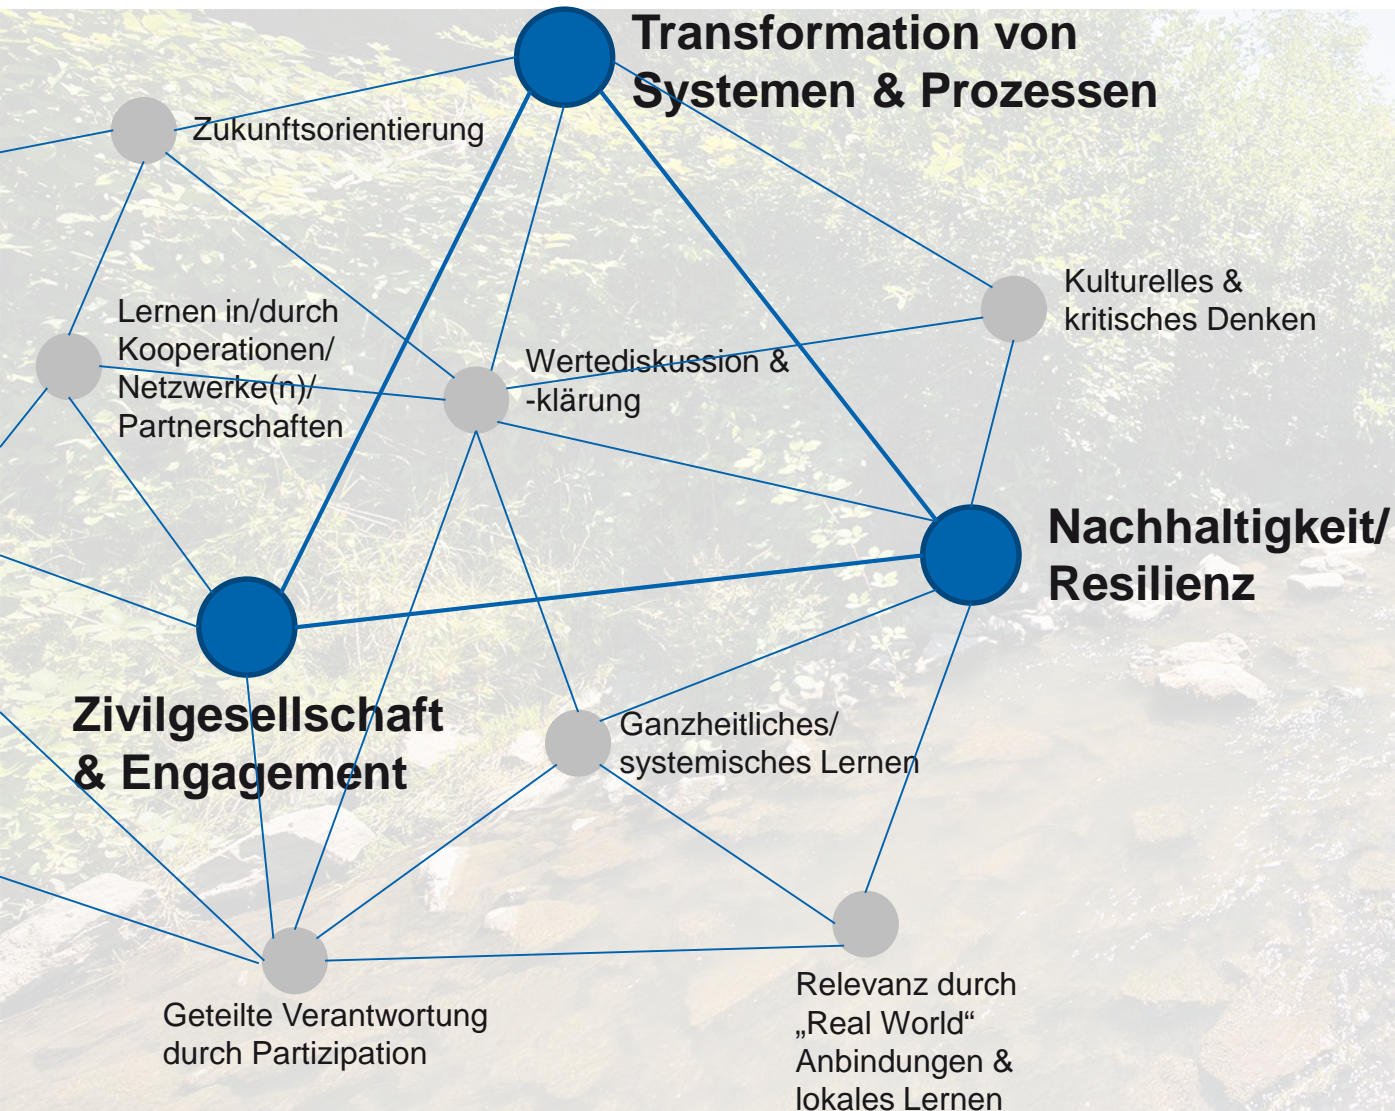 Transformation von
Systemen & Prozessen
Zukunftsorientierung
Kulturelles &
kritisches Denken
Lernen in/durch
Kooperationen/
Netzwerke(n)/
Partnerschaften
Wertediskussion &
-klärung
Nachhaltigkeit/
Resilienz
Zivilgesellschaft
& Engagement
Ganzheitliches/
systemisches Lernen
Geteilte Verantwortung
durch Partizipation
Relevanz durch
„Real World“
Anbindungen &
lokales Lernen